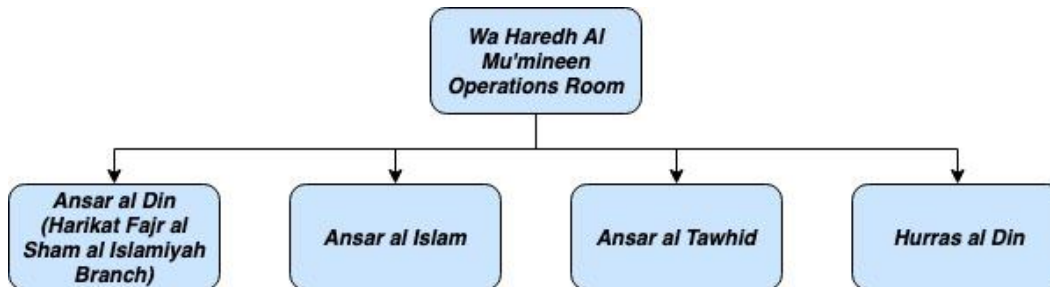 Wa Haredh Al
Mu'mineen
Operations Room
Ansar al Din
(Harikat Fajr al
Sham al Islamiyah
Branch)
Ansar al Islam
Ansar al Tawhid
Hurras al Din